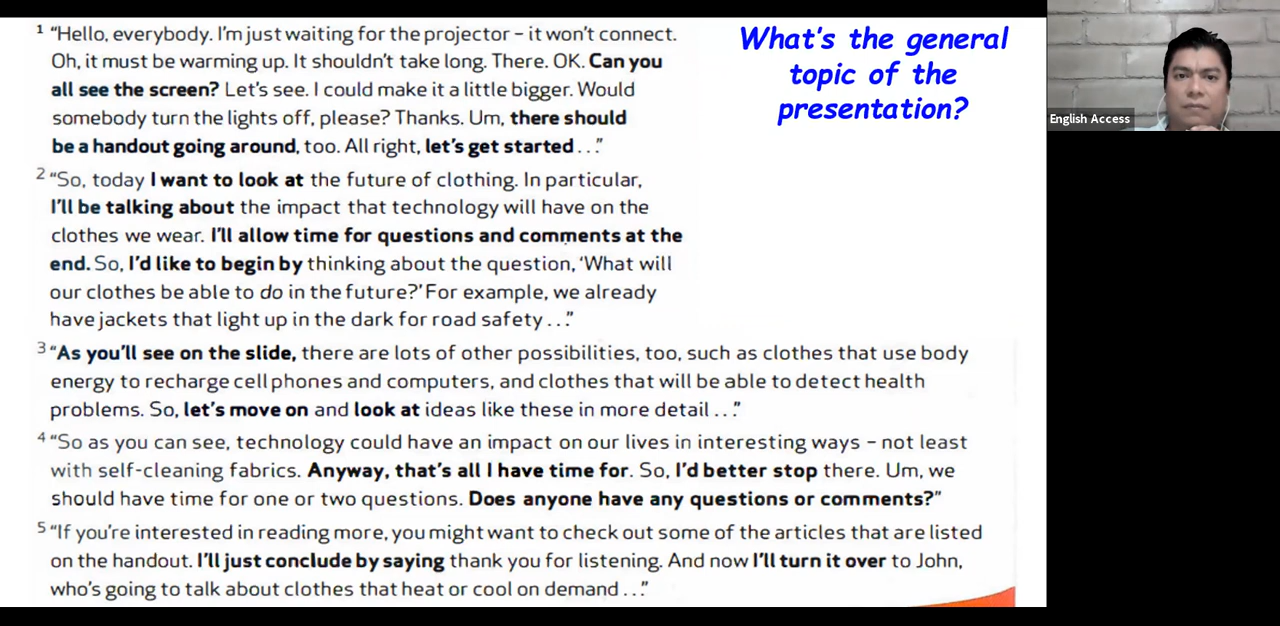 1 "Hello, everybody. I'm just waiting for the projector – it won't connect.
Oh, it must be warming up. It shouldn't take long. There. OK. Can you
all see the screen? Let's see. I could make it a little bigger. Would
somebody turn the lights off, please? Thanks. Um, there should
be a handout going around, too. All right, let's get started . . ."
2 "So, today I want to look at the future of clothing. In particular,
I'll be talking about the impact that technology will have on the
clothes we wear. I'll allow time for questions and comments at the
end. So, I'd like to begin by thinking about the question, 'What will
our clothes be able to do in the future?' For example, we already
have jackets that light up in the dark for road safety . . ."
3 "As you'll see on the slide, there are lots of other possibilities, too, such as clothes that use body
energy to recharge cell phones and computers, and clothes that will be able to detect health
problems. So, let's move on and look at ideas like these in more detail . . ."
4 "So as you can see, technology could have an impact on our lives in interesting ways – not least
with self-cleaning fabrics. Anyway, that's all I have time for. So, I'd better stop there. Um, we
should have time for one or two questions. Does anyone have any questions or comments?"
5 "If you're interested in reading more, you might want to check out some of the articles that are listed
on the handout. I'll just conclude by saying thank you for listening. And now I'll turn it over to John,
who's going to talk about clothes that heat or cool on demand . . ."
What's the general
topic of the
presentation?
English Access